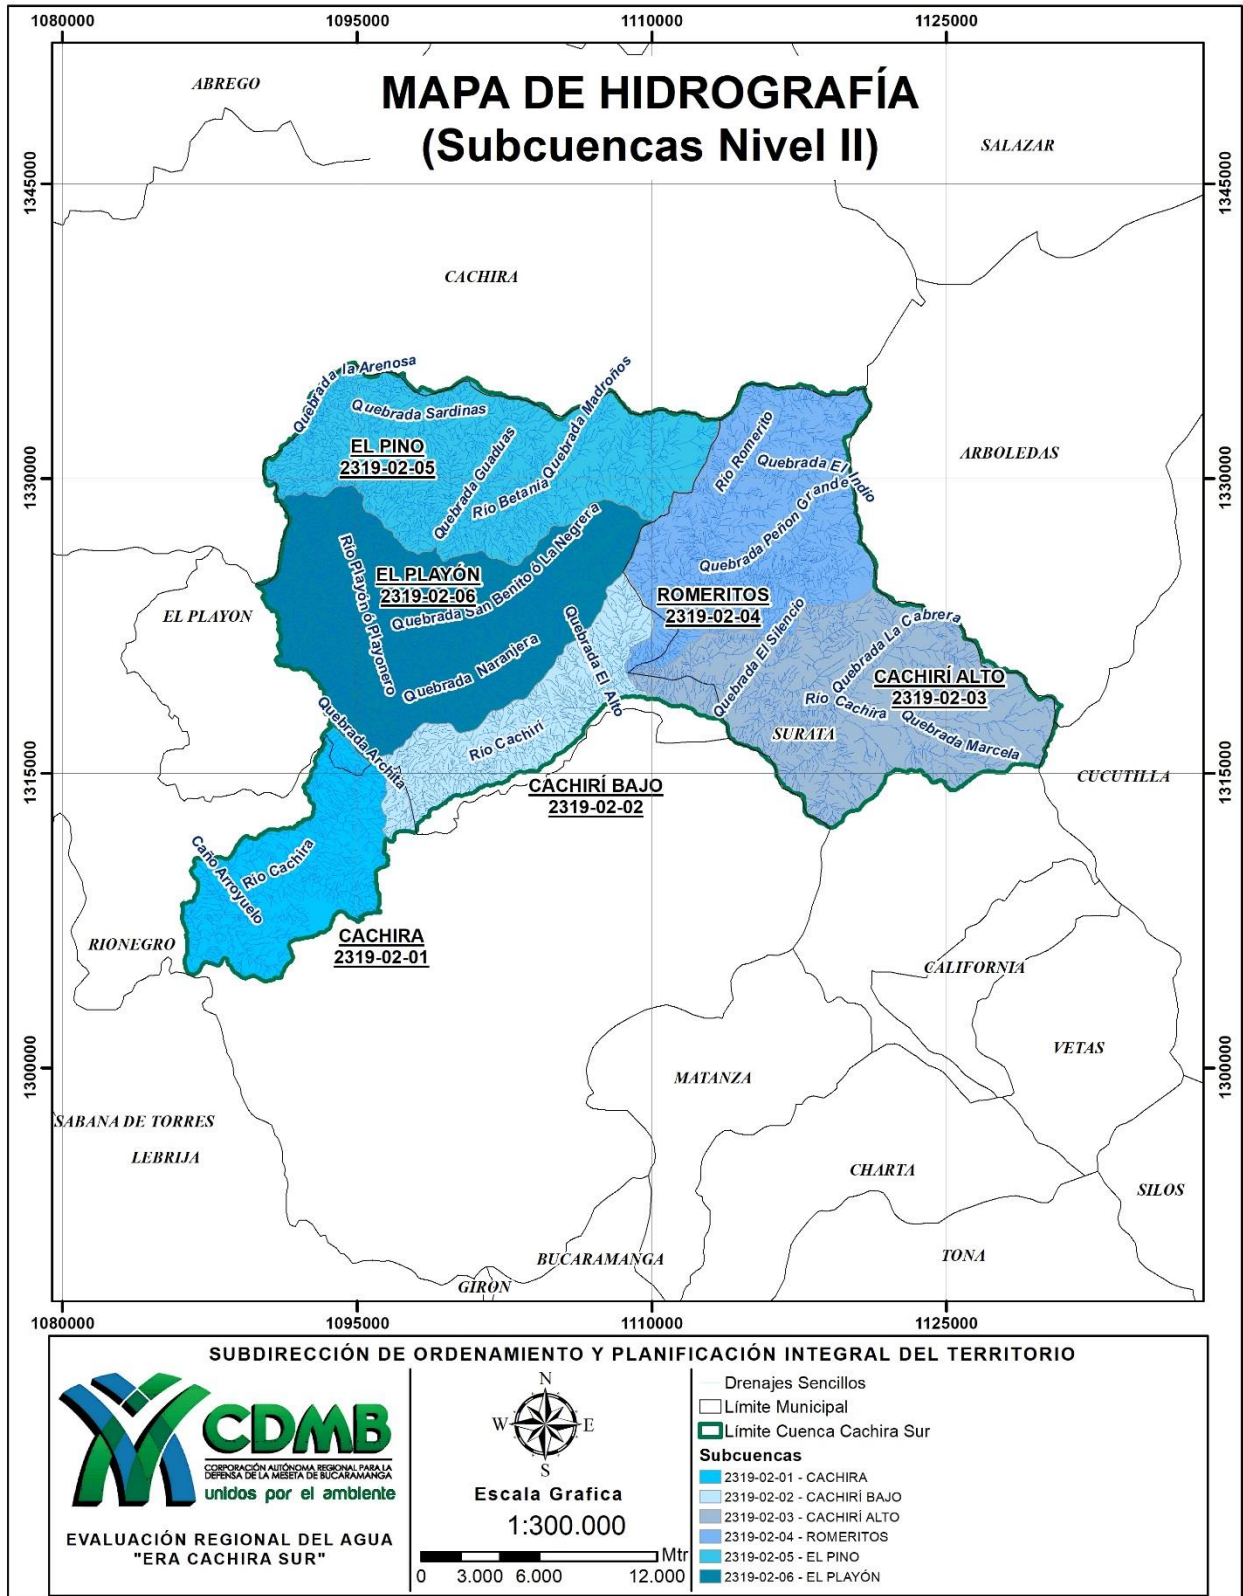 1080000 1095000 1110000 1125000
MAPA DE HIDROGRAFÍA
(Subcuencas Nivel II)
ABREGO
SALAZAR
1345000 1345000
CACHIRA
Quebrada la Arenosa
Quebrada Sardinas
Quebrada Madroños
EL PINO
2319-02-05
Quebrada Guaduas
Río Betanía
Río Romerito
Quebrada El Indio
Quebrada Peñon Grande
ARBOLEDAS
1330000 1330000
Río Playón ó Playonero
EL PLAYÓN
2319-02-06
Quebrada San Benito ó La Negrera
Quebrada Naranjera
ROMERITOS
2319-02-04
EL PLAYON
Quebrada El Alto
Quebrada El Silencio
Quebrada La Cabrera
CACHIRÍ ALTO
2319-02-03
Río Cachira
Quebrada Marcela
SURATA
Quebrada Archita
Río Cachirí
1315000 1315000
CUCUTILLA
CACHIRÍ BAJO
2319-02-02
Caño Arroyuelo
Río Cachira
CACHIRA
2319-02-01
RIONEGRO
CALIFORNIA
VETAS
MATANZA
1300000 1300000
SABANA DE TORRES
LEBRIJA
CHARTA
SILOS
BUCARAMANGA
TONA
GIRON
1080000 1095000 1110000 1125000
SUBDIRECCIÓN DE ORDENAMIENTO Y PLANIFICACIÓN INTEGRAL DEL TERRITORIO
CDMB
CORPORACIÓN AUTÓNOMA REGIONAL PARA LA
DEFENSA DE LA MESETA DE BUCARAMANGA
unidos por el ambiente
EVALUACIÓN REGIONAL DEL AGUA
"ERA CACHIRA SUR"
N
W E
S
Escala Grafica
1:300.000
Mtr
0 3.000 6.000 12.000
Drenajes Sencillos
Límite Municipal
Límite Cuenca Cachira Sur
Subcuencas
2319-02-01 - CACHIRA
2319-02-02 - CACHIRÍ BAJO
2319-02-03 - CACHIRÍ ALTO
2319-02-04 - ROMERITOS
2319-02-05 - EL PINO
2319-02-06 - EL PLAYÓN